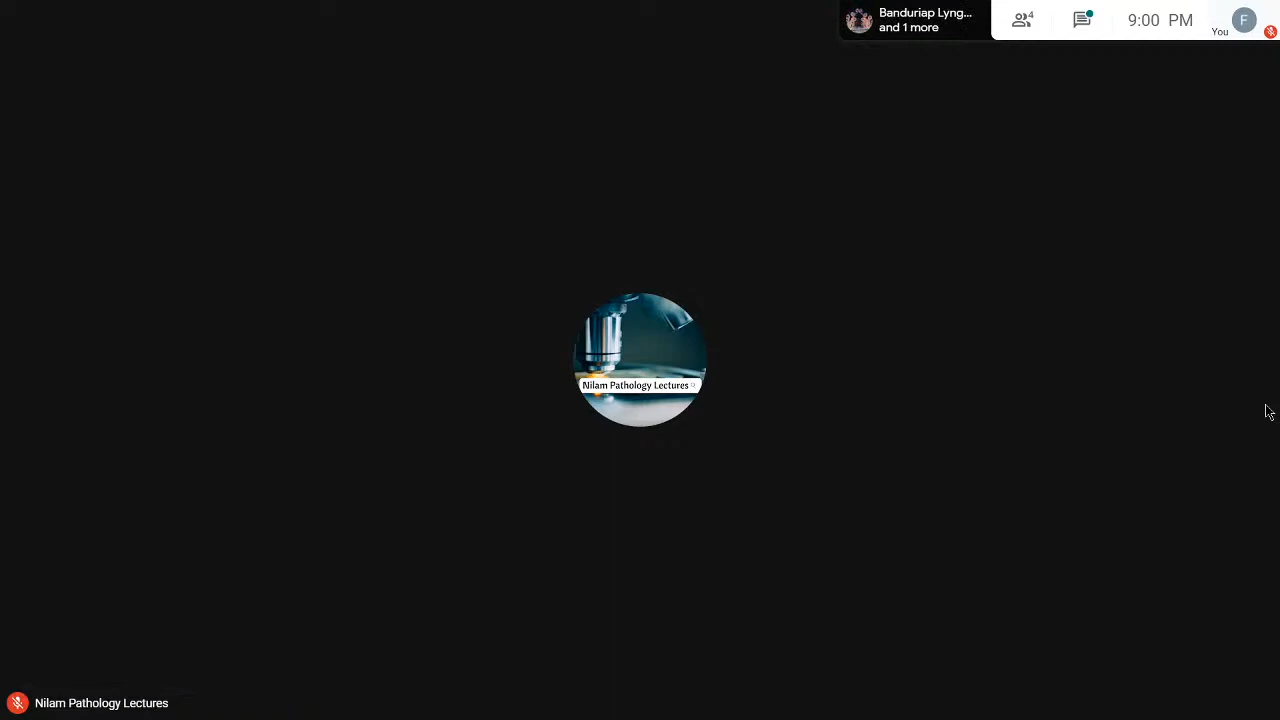 Banduriap Lyng...
and 1 more
4
9:00 PM
You
F
Nilam Pathology Lectures
Nilam Pathology Lectures